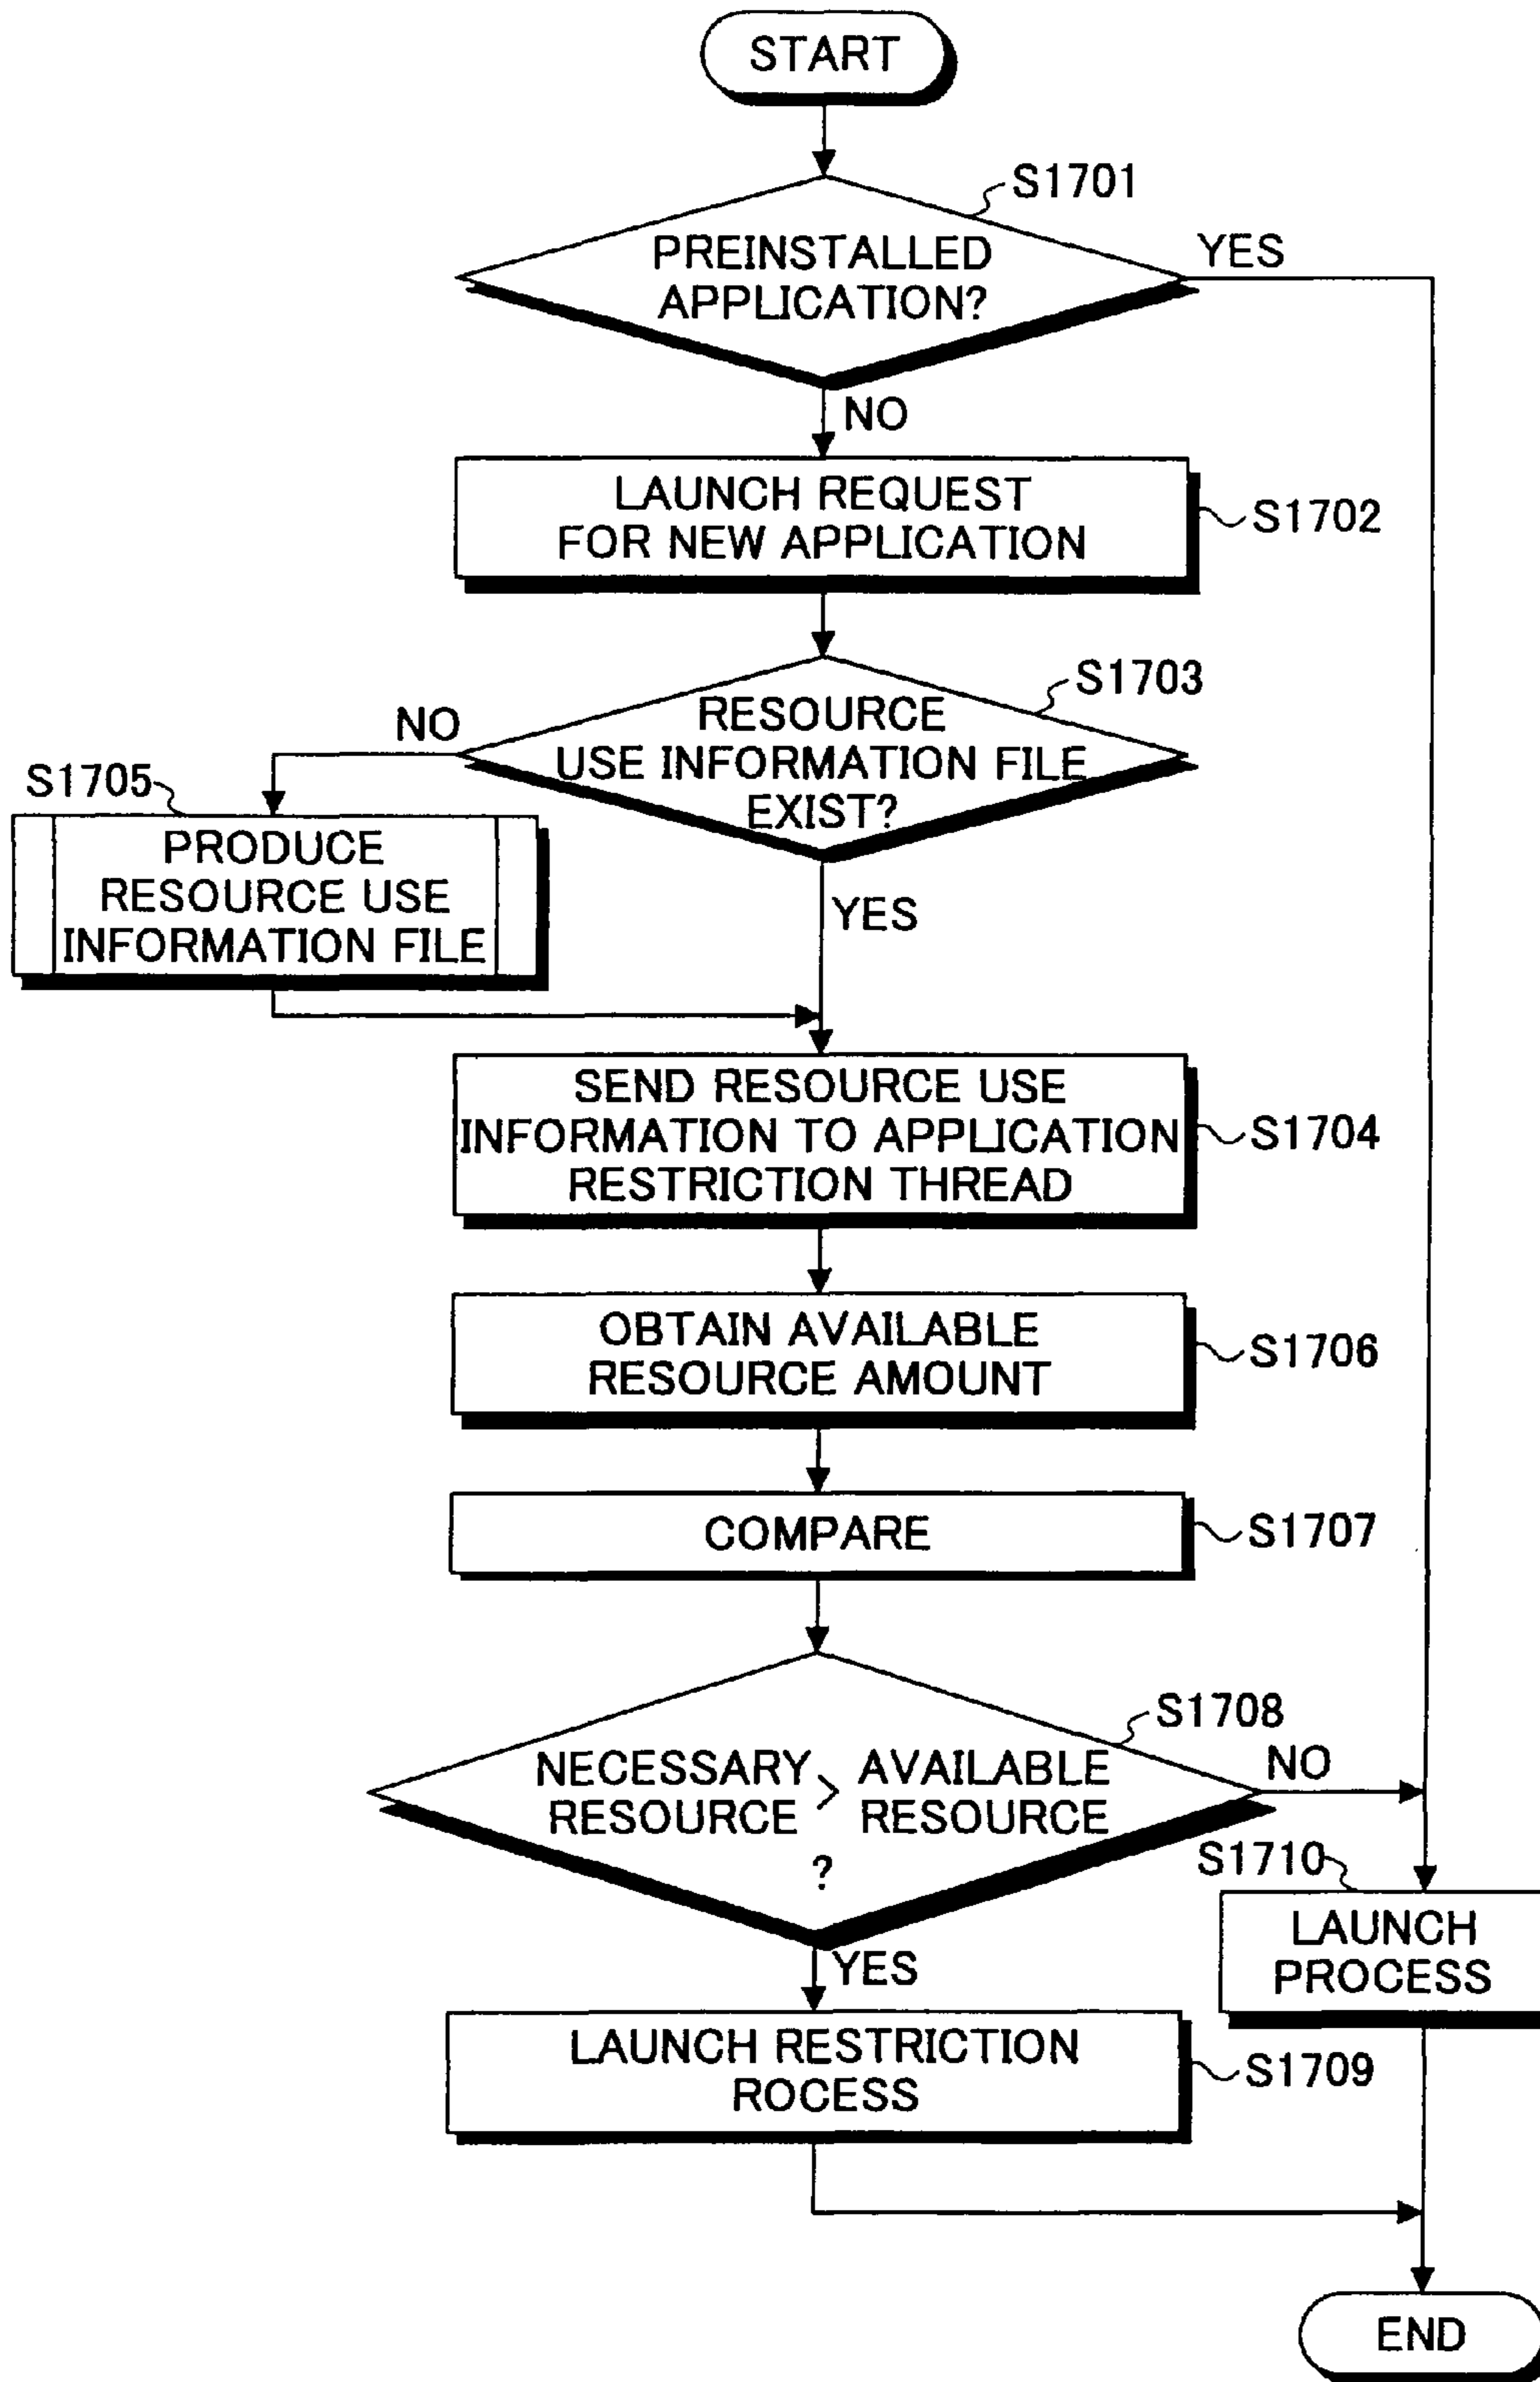 START
S1701
PREINSTALLED
APPLICATION?
YES
NO
LAUNCH REQUEST
FOR NEW APPLICATION
S1702
S1703
RESOURCE
USE INFORMATION FILE
EXIST?
NO
S1705
PRODUCE
RESOURCE USE
INFORMATION FILE
YES
SEND RESOURCE USE
INFORMATION TO APPLICATION
RESTRICTION THREAD
S1704
OBTAIN AVAILABLE
RESOURCE AMOUNT
S1706
COMPARE
S1707
S1708
NECESSARY > AVAILABLE
RESOURCE RESOURCE
?
NO
YES
S1710
LAUNCH
PROCESS
LAUNCH RESTRICTION
ROCESS
S1709
END